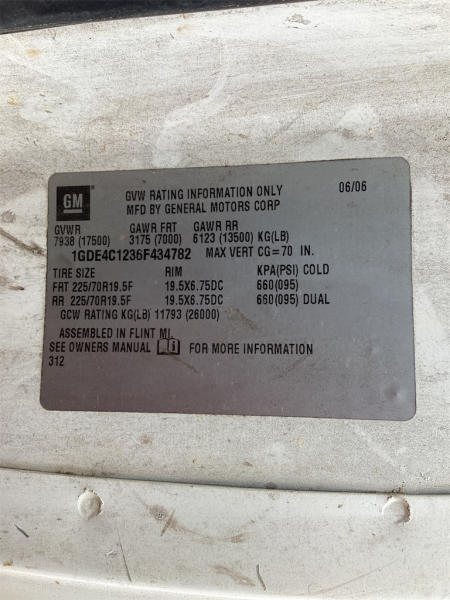 GM
GVW RATING INFORMATION ONLY 06/06
MFD BY GENERAL MOTORS CORP
GVWR GAWR FRT GAWR RR
7938 (17500) 3175 (7000) 6123 (13500) KG(LB)
1GDE4C1236F434782 MAX VERT CG=70 IN.
TIRE SIZE RIM KPA(PSI) COLD
FRT 225/70R19.5F 19.5X6.75DC 660(095)
RR 225/70R19.5F 19.5X6.75DC 660(095) DUAL
GCW RATING KG(LB) 11793 (26000)
ASSEMBLED IN FLINT MI.
SEE OWNERS MANUAL FOR MORE INFORMATION
312